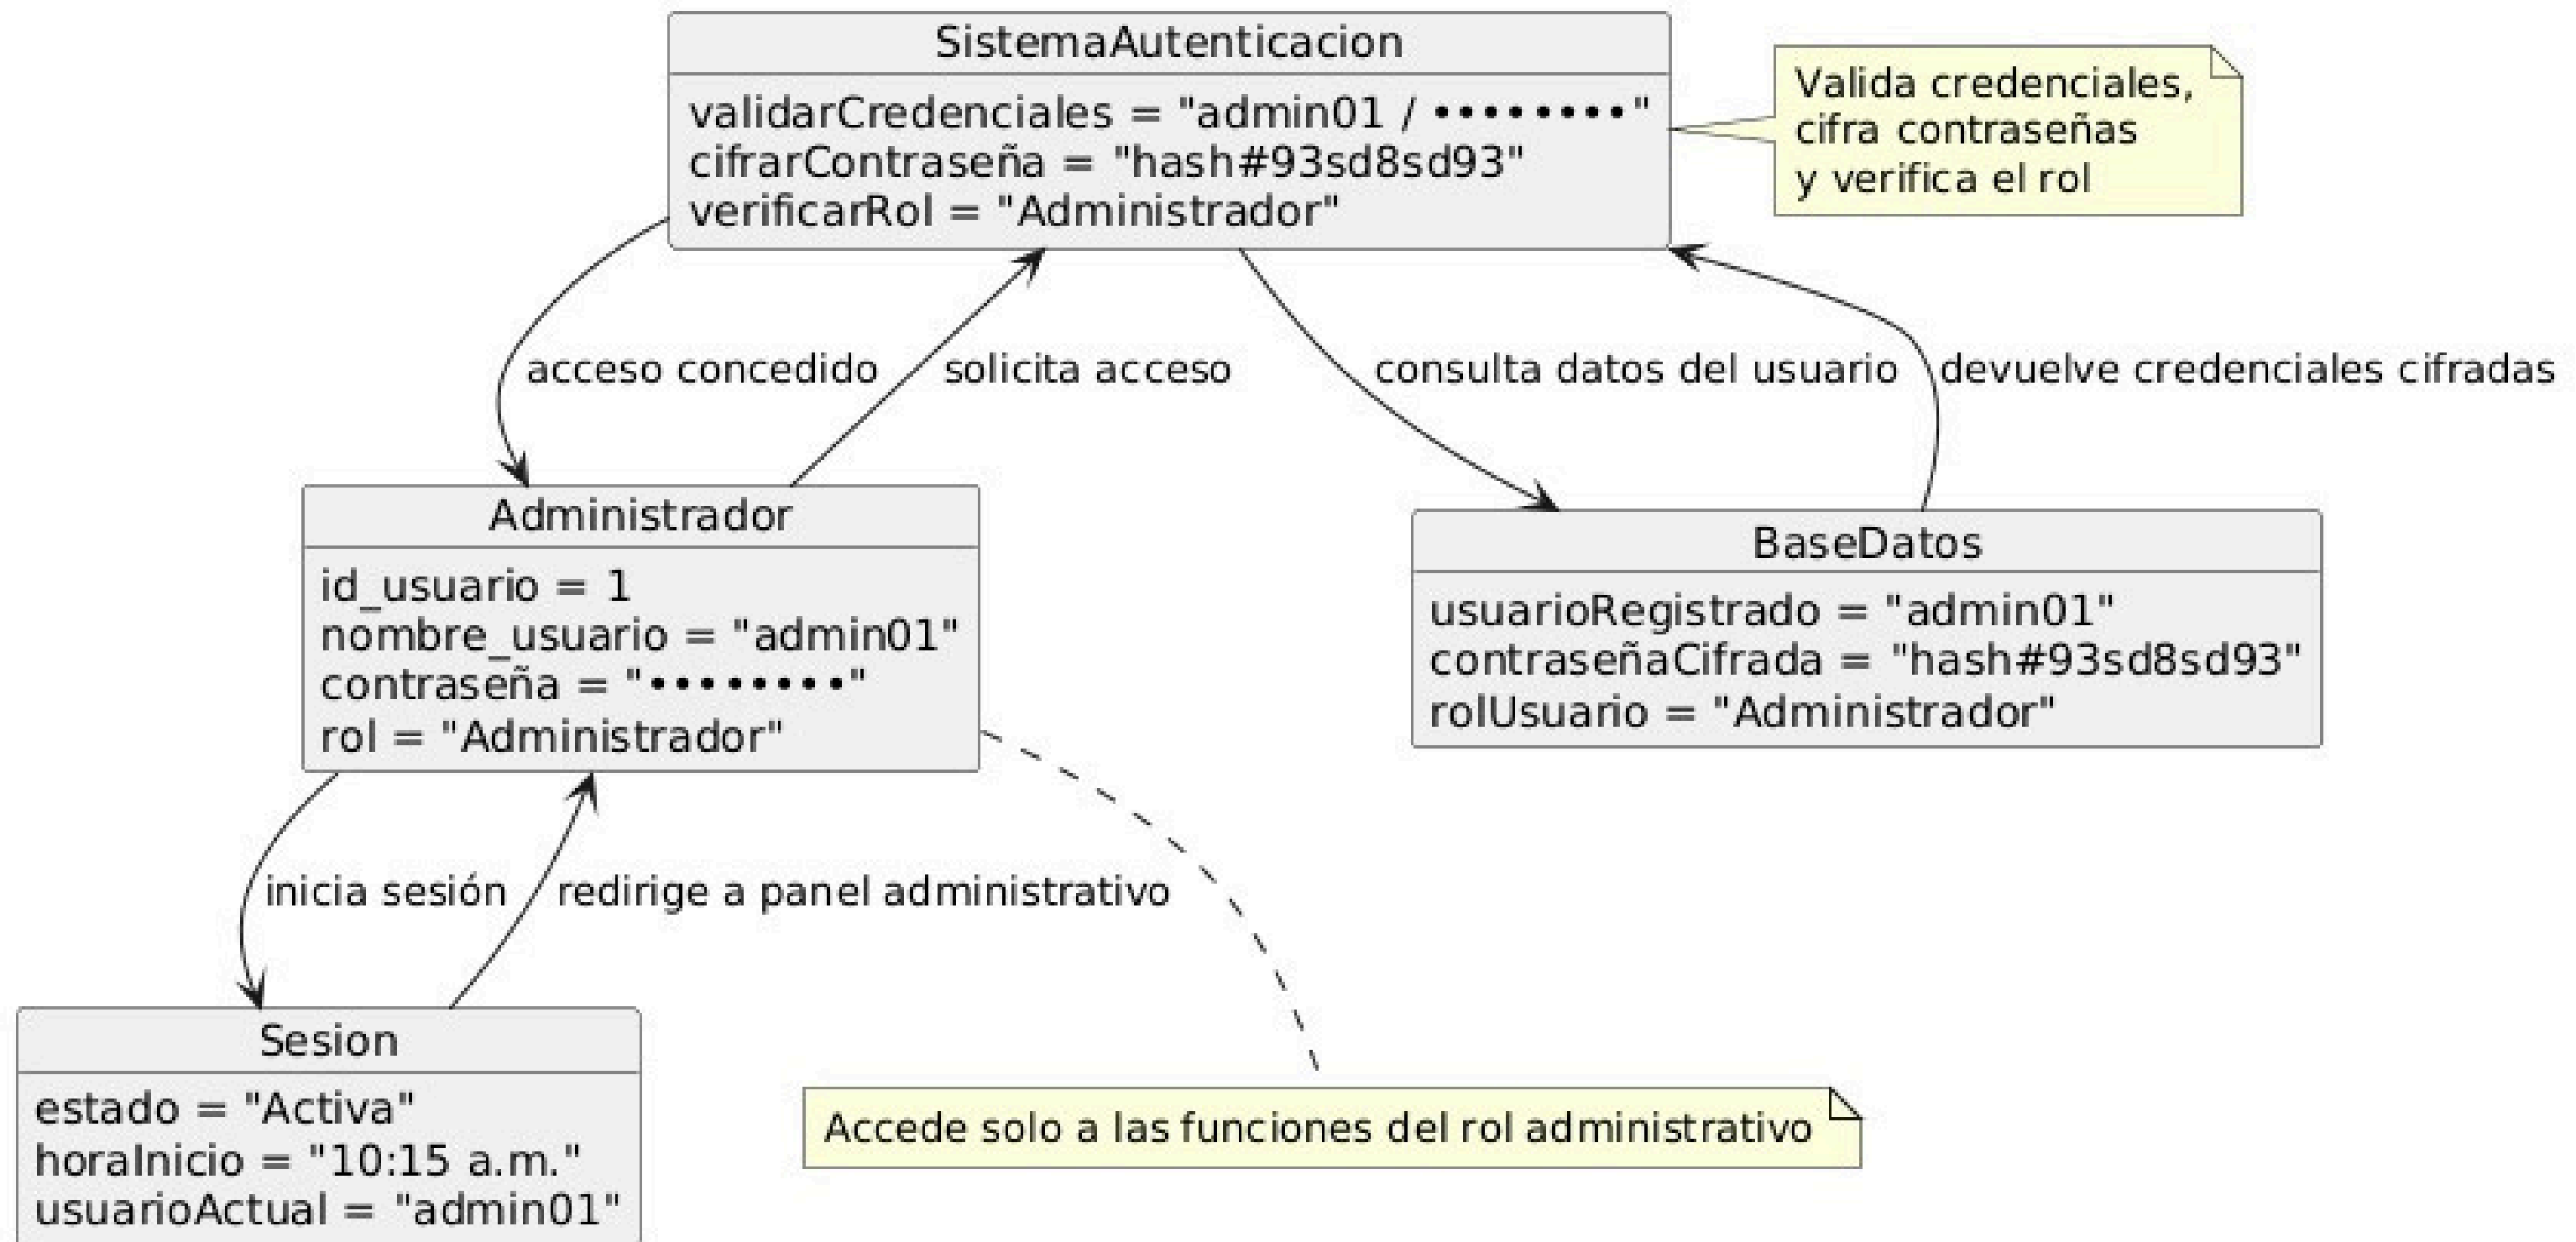 SistemaAutenticacion
validarCredenciales = "admin01 / ••••••••"
cifrarContraseña = "hash#93sd8sd93"
verificarRol = "Administrador"
Valida credenciales,
cifra contraseñas
y verifica el rol
acceso concedido
solicita acceso
consulta datos del usuario
devuelve credenciales cifradas
Administrador
id_usuario = 1
nombre_usuario = "admin01"
contraseña = "••••••••"
rol = "Administrador"
BaseDatos
usuarioRegistrado = "admin01"
contraseñaCifrada = "hash#93sd8sd93"
rolUsuario = "Administrador"
inicia sesión
redirige a panel administrativo
Sesion
estado = "Activa"
horaInicio = "10:15 a.m."
usuarioActual = "admin01"
Accede solo a las funciones del rol administrativo